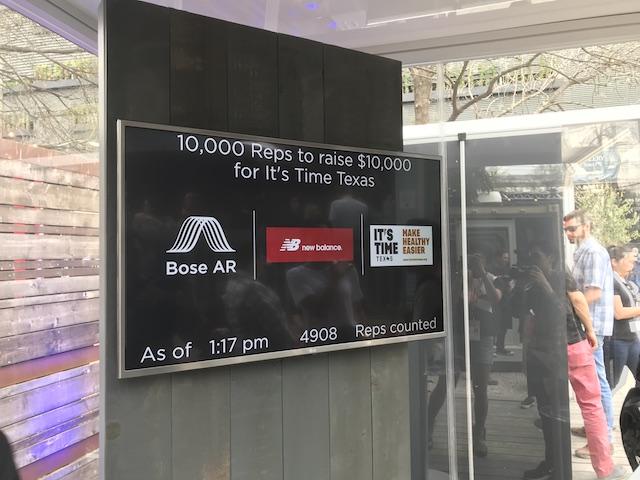 10,000 Reps to raise $10,000
for It's Time Texas
Bose AR
NB new balance.
IT'S TIME TEXAS
MAKE HEALTHY EASIER
As of 1:17 pm 4908 Reps counted